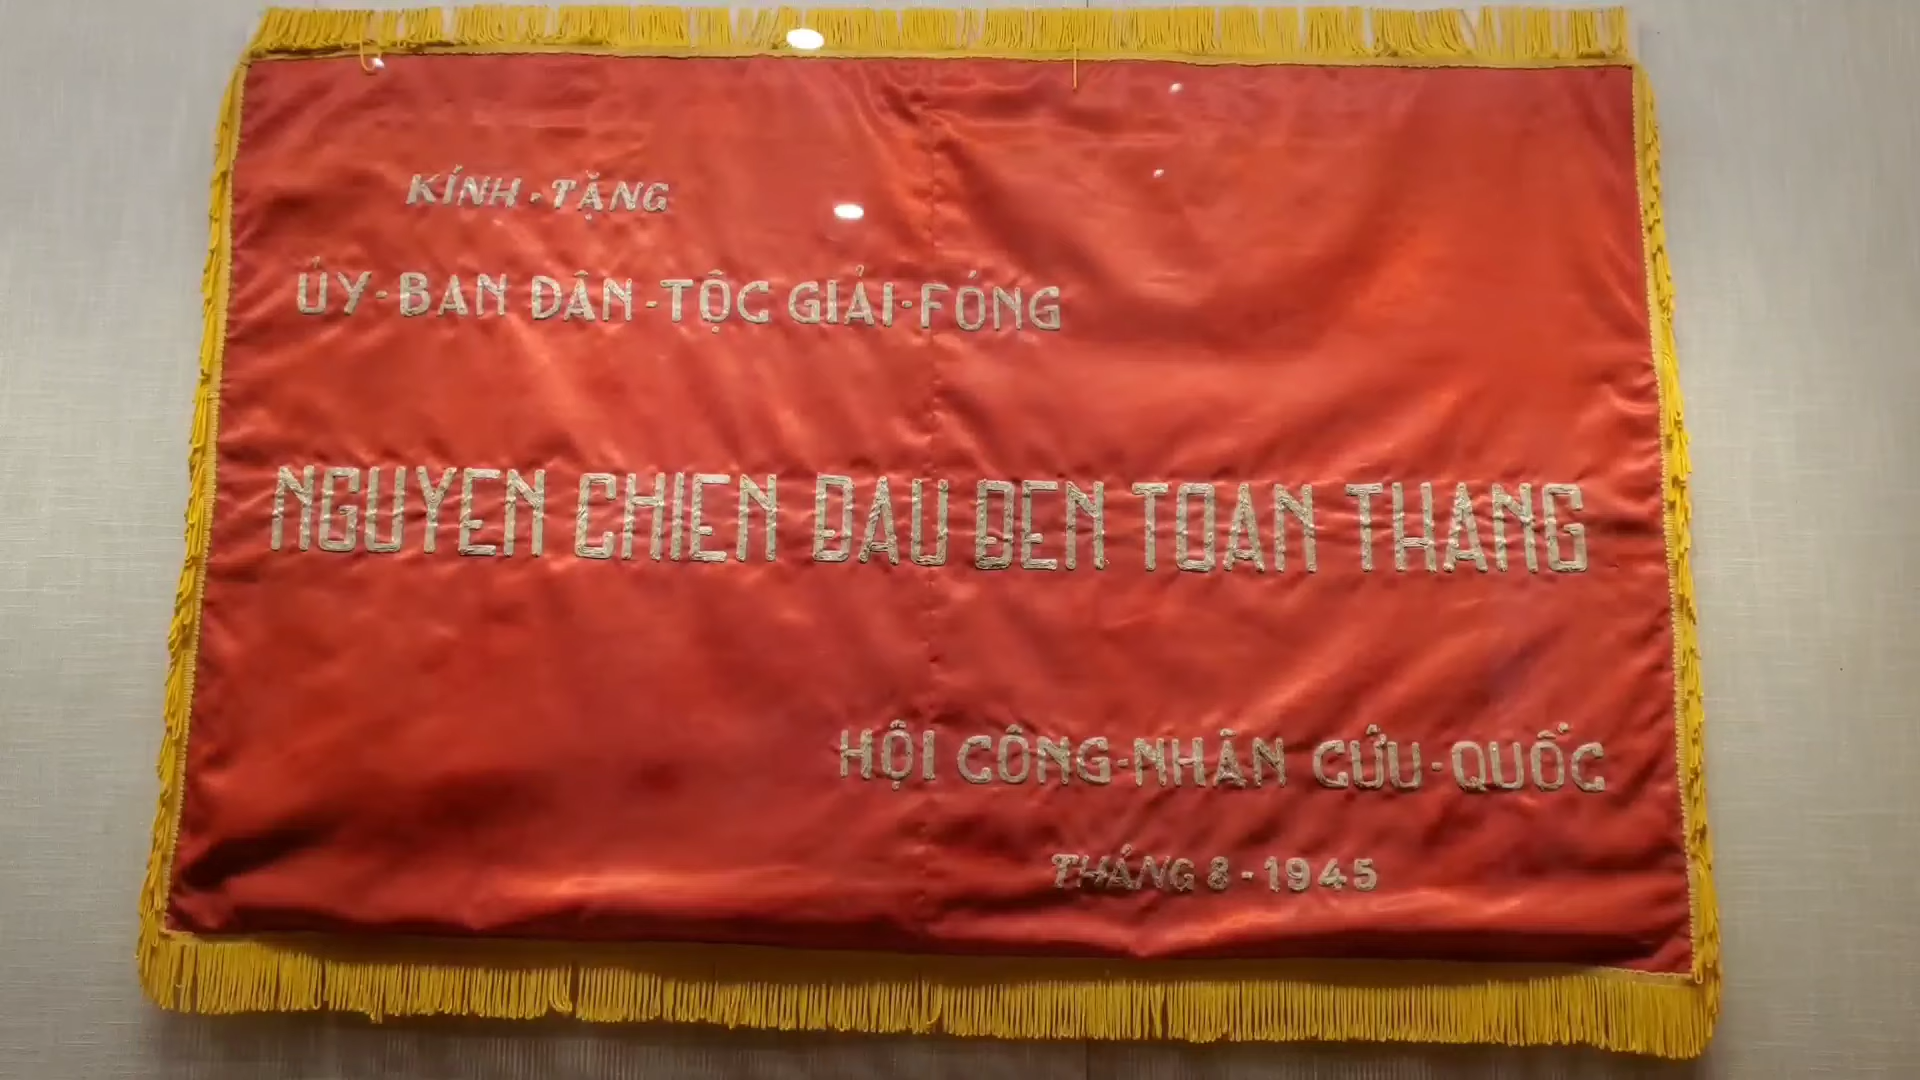 KÍNH-TẶNG
ỦY-BAN DÂN-TỘC GIẢI-FÓNG
NGUYEN CHIEN ĐAU ĐEN TOAN THANG
HỘI CÔNG-NHÂN CỨU-QUỐC
THÁNG 8-1945